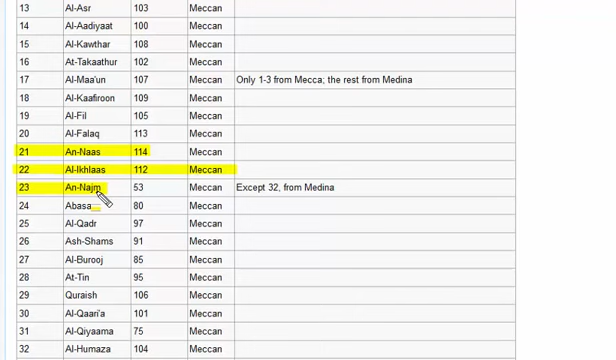 13 Al-Asr 103 Meccan
14 Al-Aadiyaat 100 Meccan
15 Al-Kawthar 108 Meccan
16 At-Takaathur 102 Meccan
17 Al-Maa'un 107 Meccan Only 1-3 from Mecca; the rest from Medina
18 Al-Kaafiroon 109 Meccan
19 Al-Fil 105 Meccan
20 Al-Falaq 113 Meccan
21 An-Naas 114 Meccan
22 Al-Ikhlaas 112 Meccan
23 An-Najm 53 Meccan Except 32, from Medina
24 Abasa 80 Meccan
25 Al-Qadr 97 Meccan
26 Ash-Shams 91 Meccan
27 Al-Burooj 85 Meccan
28 At-Tin 95 Meccan
29 Quraish 106 Meccan
30 Al-Qaari'a 101 Meccan
31 Al-Qiyaama 75 Meccan
32 Al-Humaza 104 Meccan